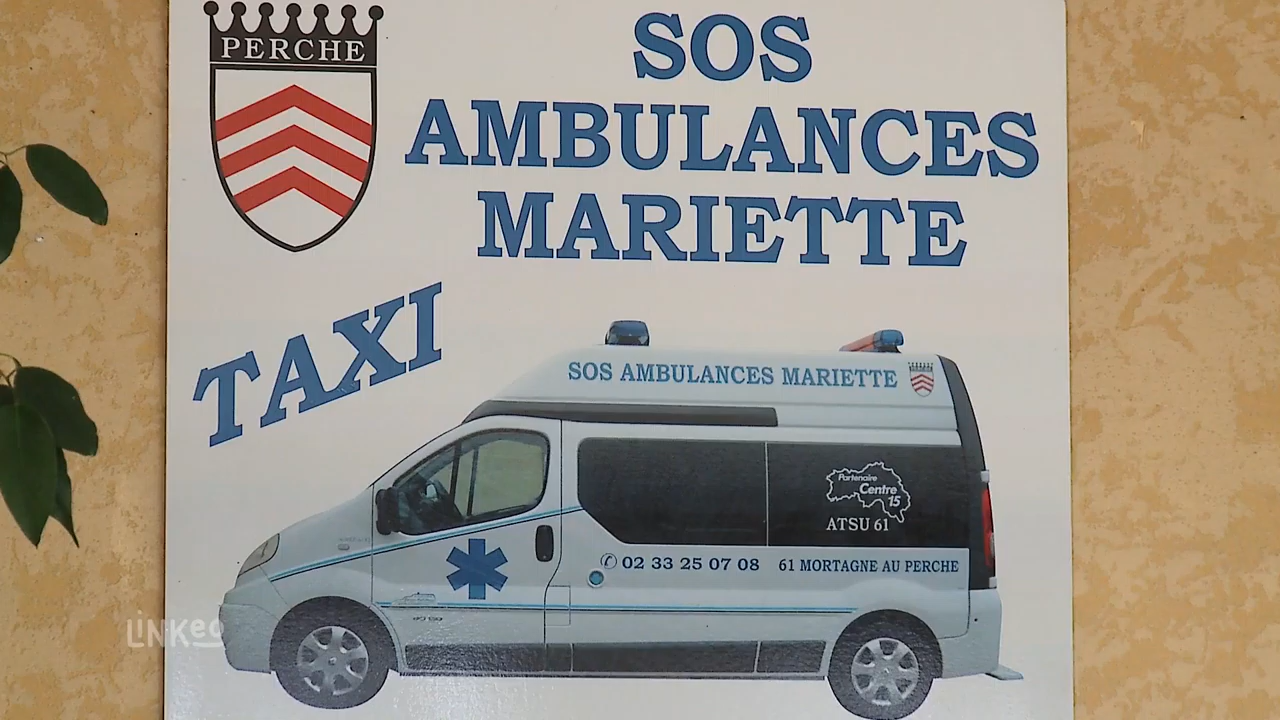 PERCHE
SOS
AMBULANCES
MARIETTE
TAXI
SOS AMBULANCES MARIETTE
Partenaire
Centre
15
ATSU 61
02 33 25 07 08 61 MORTAGNE AU PERCHE
LINKeo